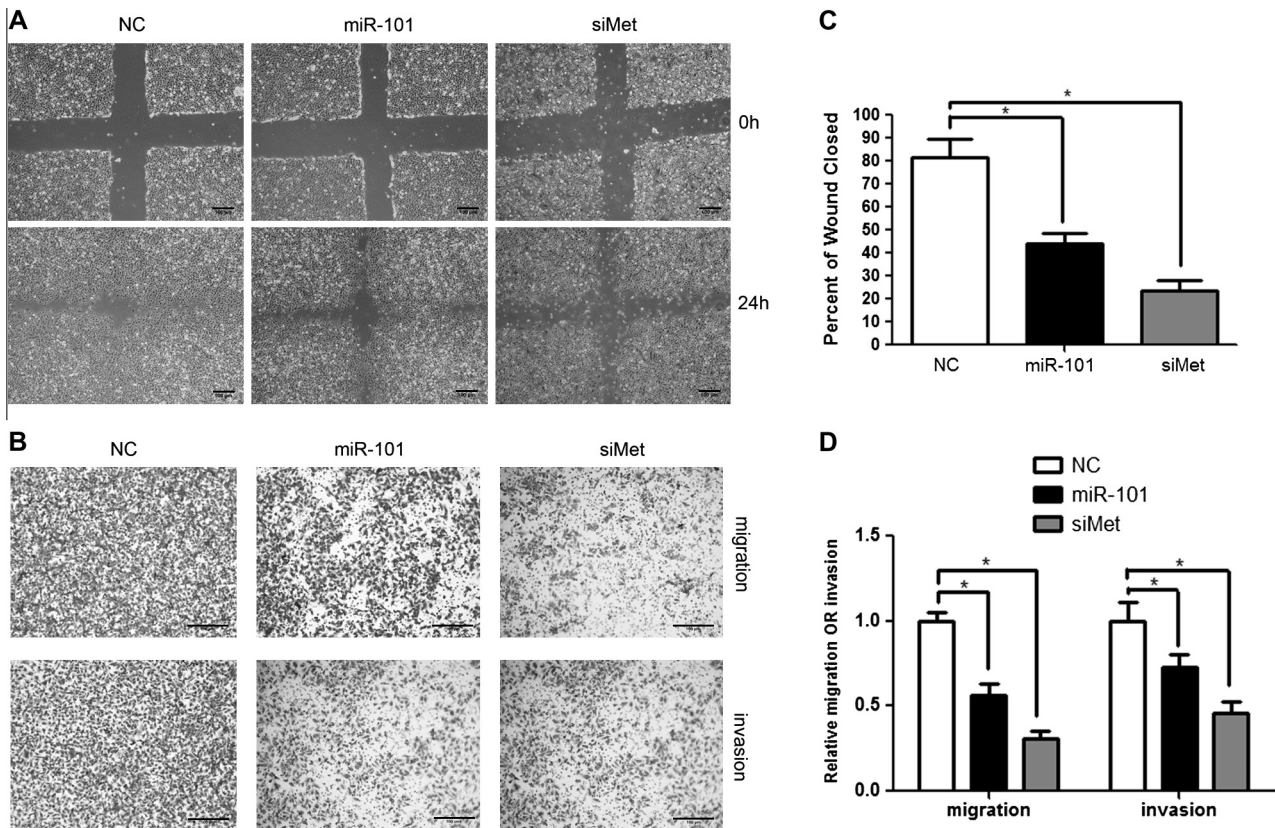 A
NC
miR-101
siMet
0h
24h
B
NC
miR-101
siMet
migration
invasion
C
Percent of Wound Closed
100
90
80
70
60
50
40
30
20
10
0
*
*
NC
miR-101
siMet
D
NC
miR-101
siMet
Relative migration OR invasion
1.5
1.0
0.5
0.0
*
*
*
*
migration
invasion